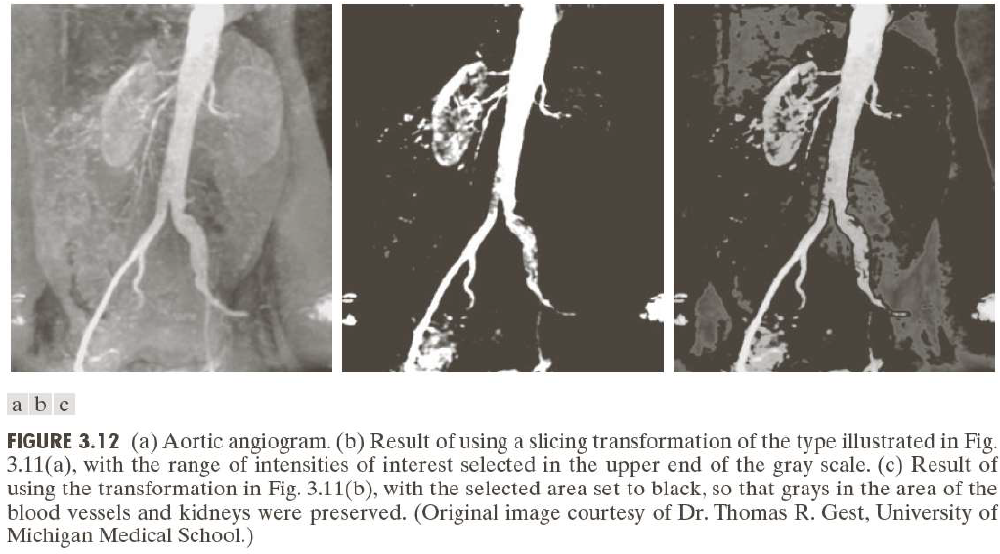 a b c
FIGURE 3.12 (a) Aortic angiogram. (b) Result of using a slicing transformation of the type illustrated in Fig.
3.11(a), with the range of intensities of interest selected in the upper end of the gray scale. (c) Result of
using the transformation in Fig. 3.11(b), with the selected area set to black, so that grays in the area of the
blood vessels and kidneys were preserved. (Original image courtesy of Dr. Thomas R. Gest, University of
Michigan Medical School.)